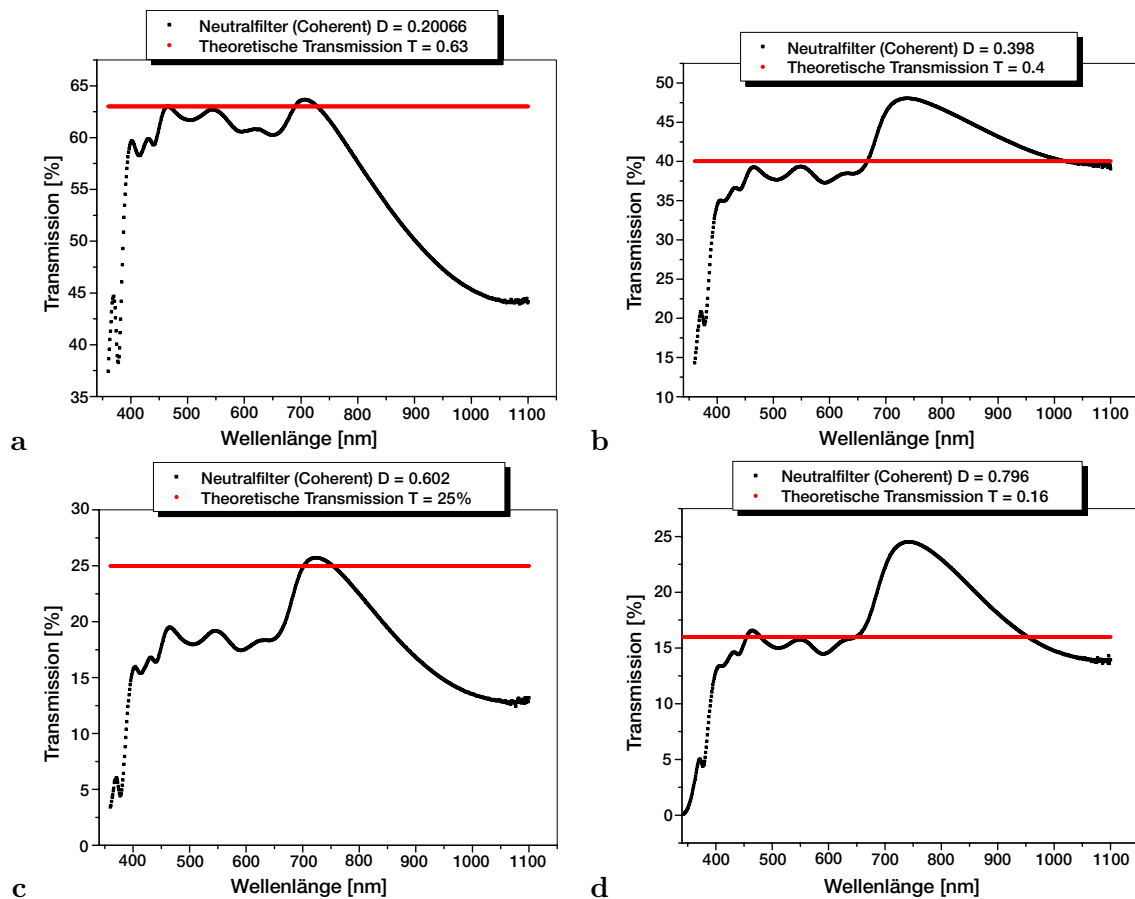 Neutralfilter (Coherent) D = 0.20066
Theoretische Transmission T = 0.63
65
60
55
50
45
40
35
Transmission [%]
400 500 600 700 800 900 1000 1100
Wellenlänge [nm]
a
Neutralfilter (Coherent) D = 0.398
Theoretische Transmission T = 0.4
50
45
40
35
30
25
20
15
10
Transmission [%]
400 500 600 700 800 900 1000 1100
Wellenlänge [nm]
b
Neutralfilter (Coherent) D = 0.602
Theoretische Transmission T = 25%
30
25
20
15
10
5
0
Transmission [%]
400 500 600 700 800 900 1000 1100
Wellenlänge [nm]
c
Neutralfilter (Coherent) D = 0.796
Theoretische Transmission T = 0.16
25
20
15
10
5
0
Transmission [%]
400 500 600 700 800 900 1000 1100
Wellenlänge [nm]
d